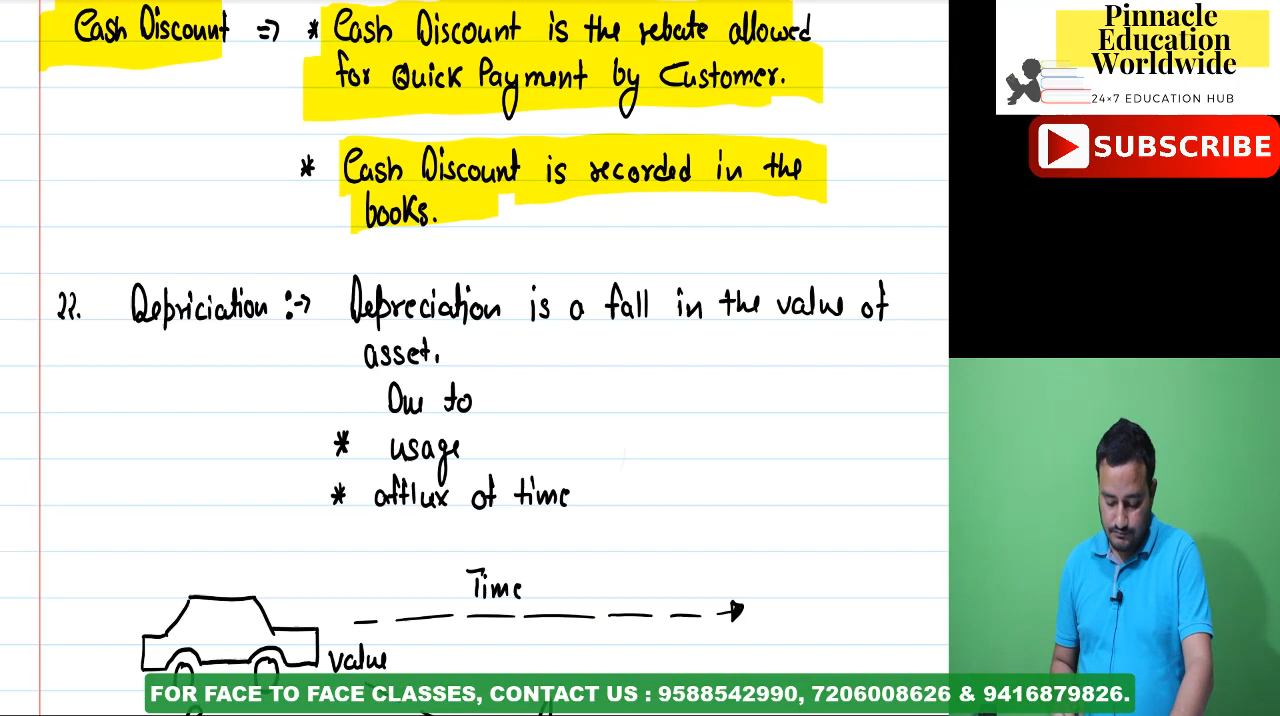 Cash Discount => * Cash Discount is the rebate allowed
for Quick Payment by Customer.
* Cash Discount is recorded in the
books.
22. Depriciation :-> Depreciation is a fall in the value of
asset.
Due to
* usage
* afflux of time
Time
value
Pinnacle
Education
Worldwide
24×7 EDUCATION HUB
SUBSCRIBE
FOR FACE TO FACE CLASSES, CONTACT US : 9588542990, 7206008626 & 9416879826.